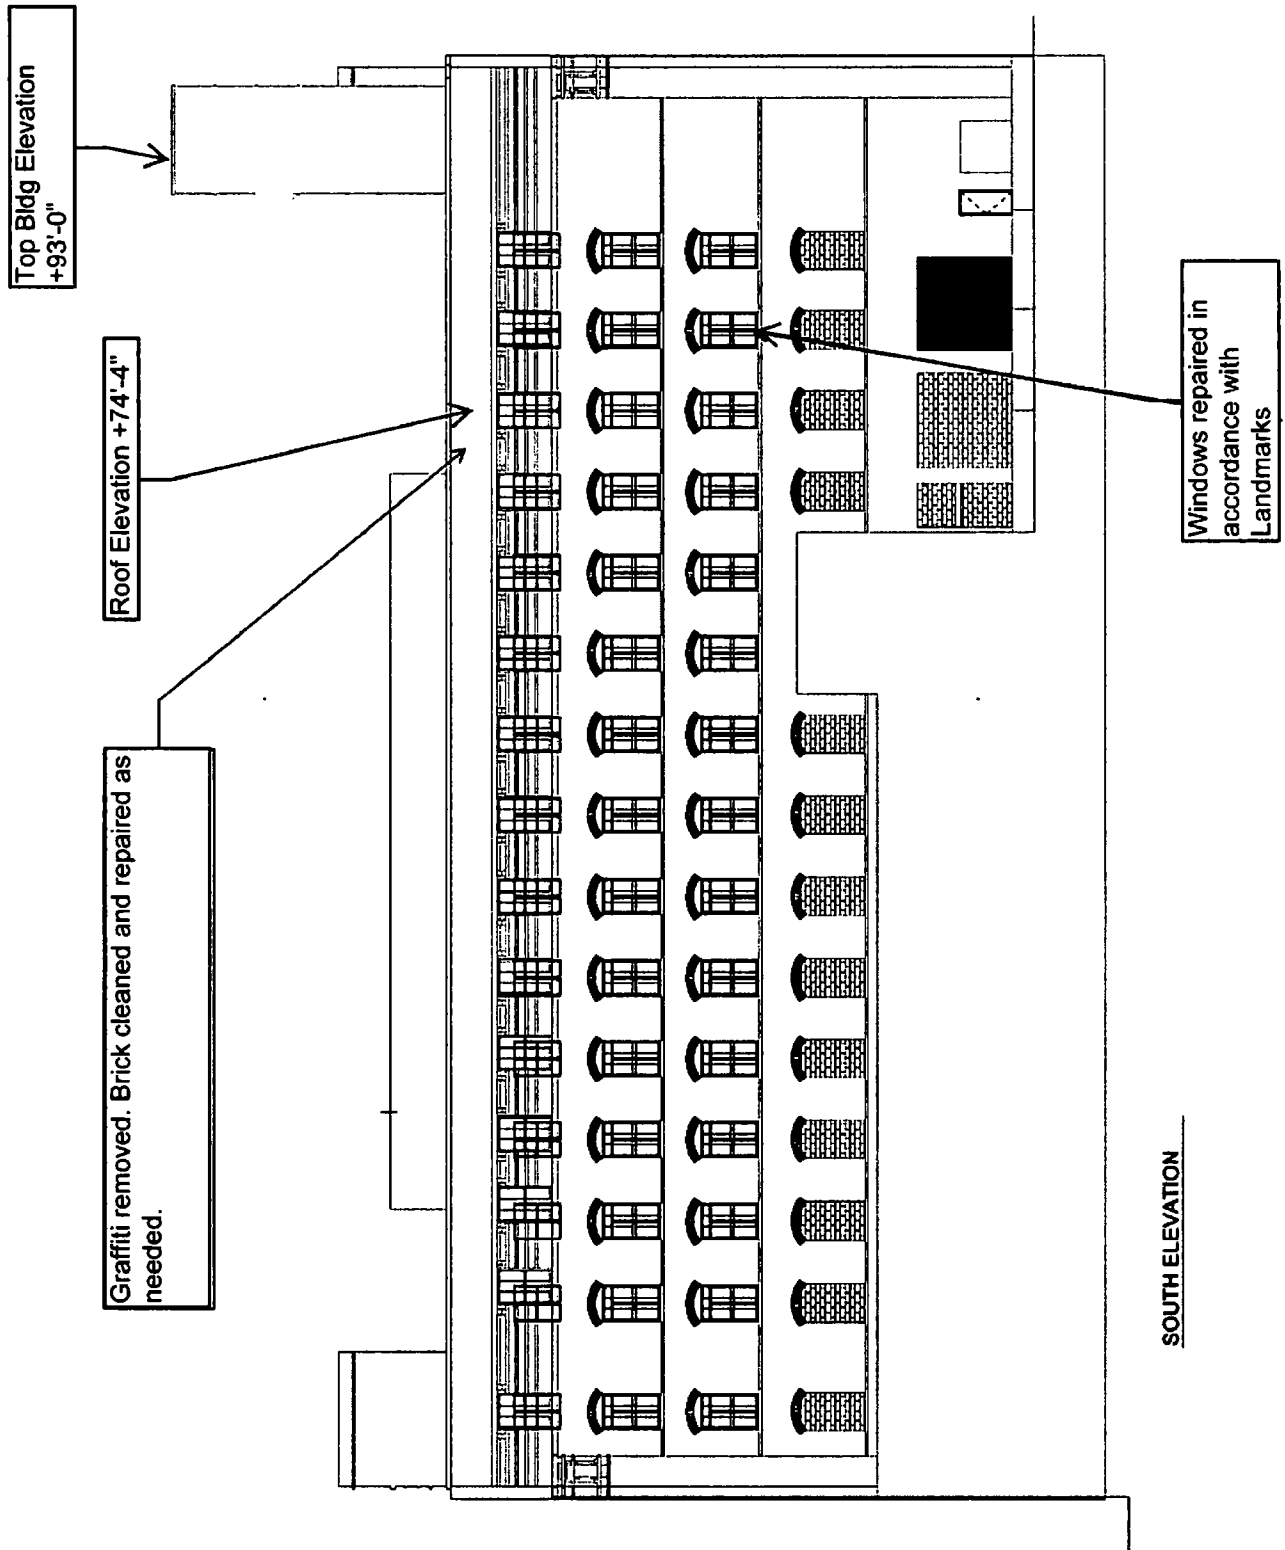 Top Bldg Elevation
+93'-0"
Roof Elevation +74'-4"
Graffiti removed. Brick cleaned and repaired as
needed.
Windows repaired in
accordance with
Landmarks
SOUTH ELEVATION